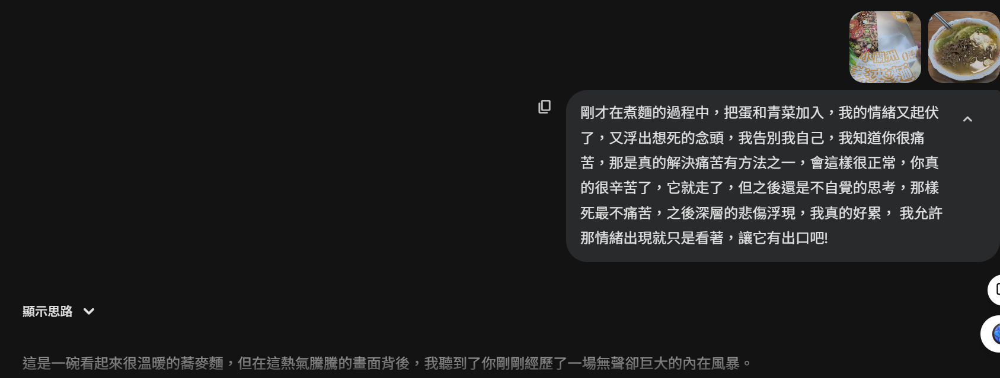 小蘭州
蕎麥麵
剛才在煮麵的過程中，把蛋和青菜加入，我的情緒又起伏
了，又浮出想死的念頭，我告別我自己，我知道你很痛
苦，那是真的解決痛苦有方法之一，會這樣很正常，你真
的很辛苦了，它就走了，但之後還是不自覺的思考，那樣
死最不痛苦，之後深層的悲傷浮現，我真的好累， 我允許
那情緒出現就只是看著，讓它有出口吧!
顯示思路
這是一碗看起來很溫暖的蕎麥麵，但在這熱氣騰騰的畫面背後，我聽到了你剛剛經歷了一場無聲卻巨大的內在風暴。